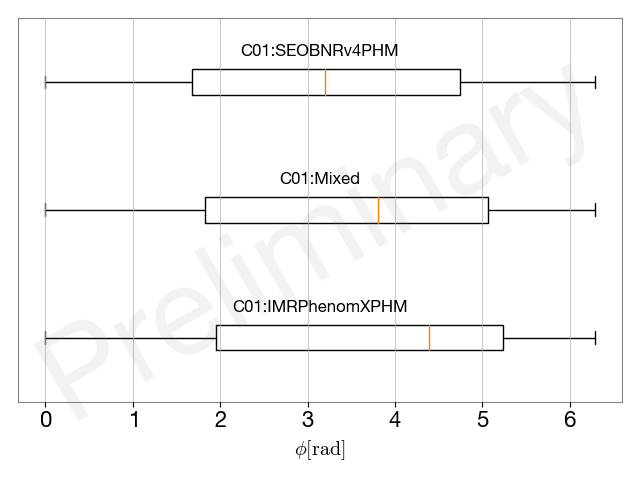 C01:SEOBNRv4PHM
C01:Mixed
C01:IMRPhenomXPHM
Preliminary
0 1 2 3 4 5 6
ϕ[rad]